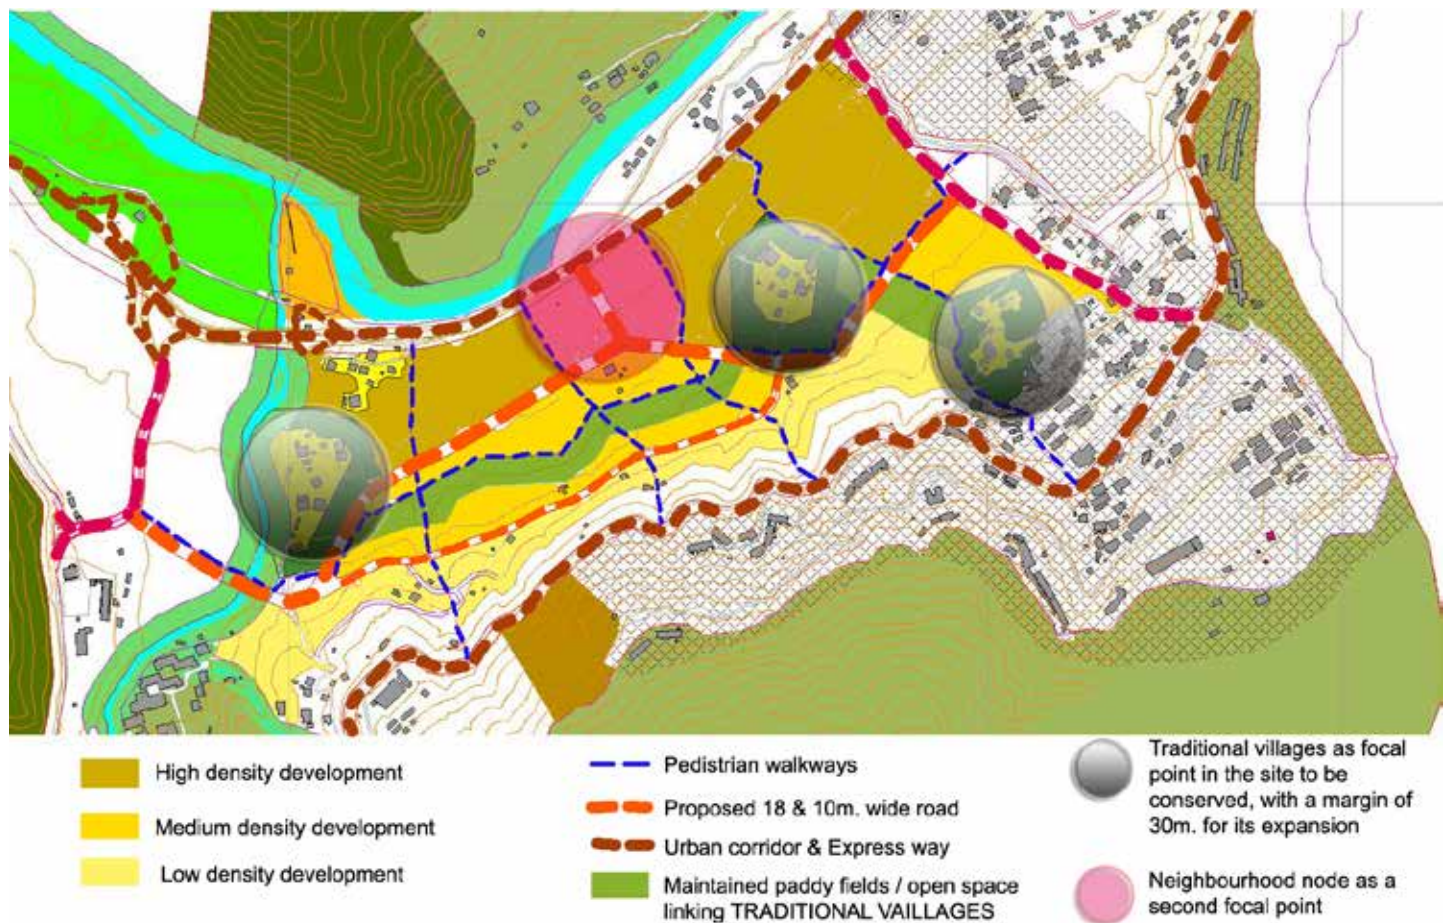 High density development
Medium density development
Low density development
Pedistrian walkways
Proposed 18 & 10m. wide road
Urban corridor & Express way
Maintained paddy fields / open space
linking TRADITIONAL VAILLAGES
Traditional villages as focal
point in the site to be
conserved, with a margin of
30m. for its expansion
Neighbourhood node as a
second focal point